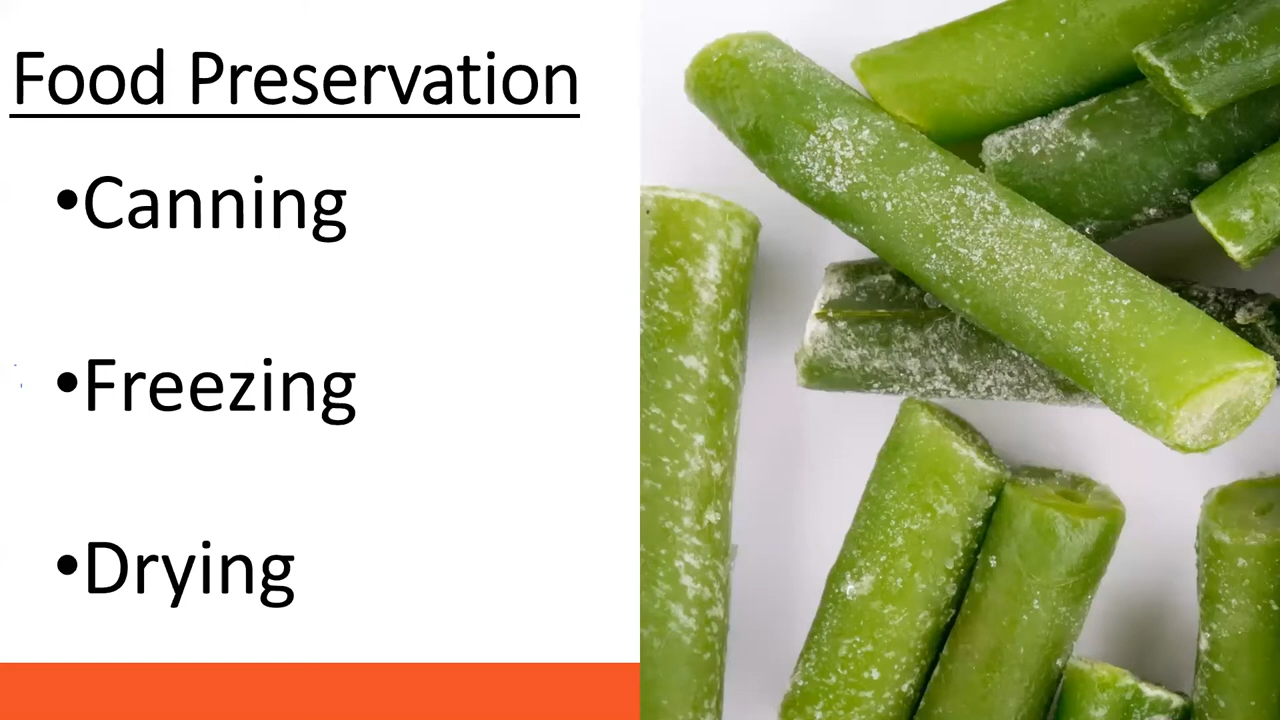 Food Preservation
•Canning
•Freezing
•Drying